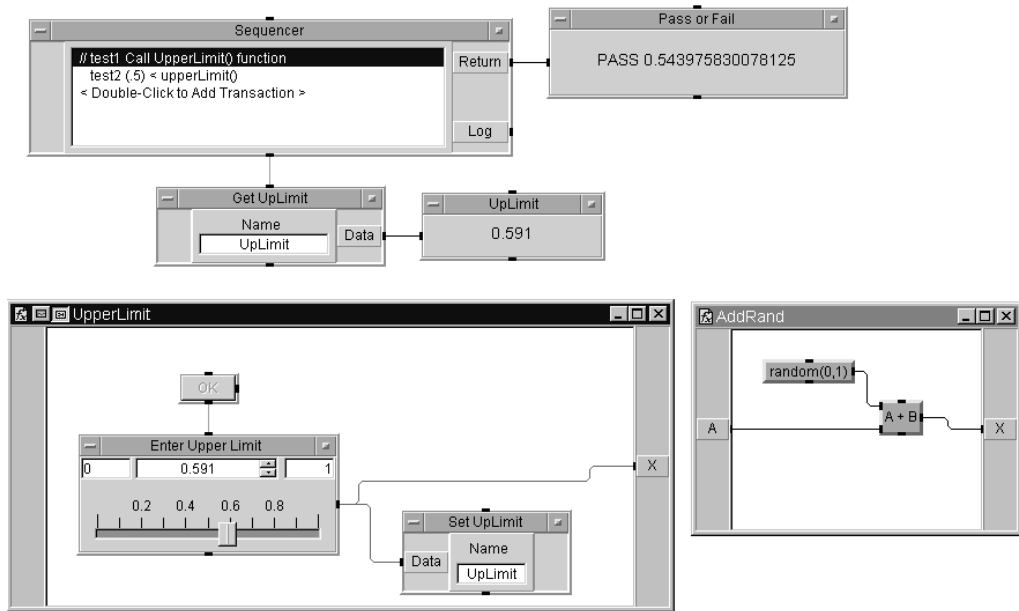 Sequencer
// test1 Call UpperLimit() function
test2 (.5) < upperLimit()
< Double-Click to Add Transaction >
Return
Log
Pass or Fail
PASS 0.543975830078125
Get UpLimit
Name
UpLimit
Data
UpLimit
0.591
UpperLimit
OK
Enter Upper Limit
0 0.591 1
0.2 0.4 0.6 0.8
X
Set UpLimit
Data
Name
UpLimit
AddRand
random(0,1)
A + B
A
X